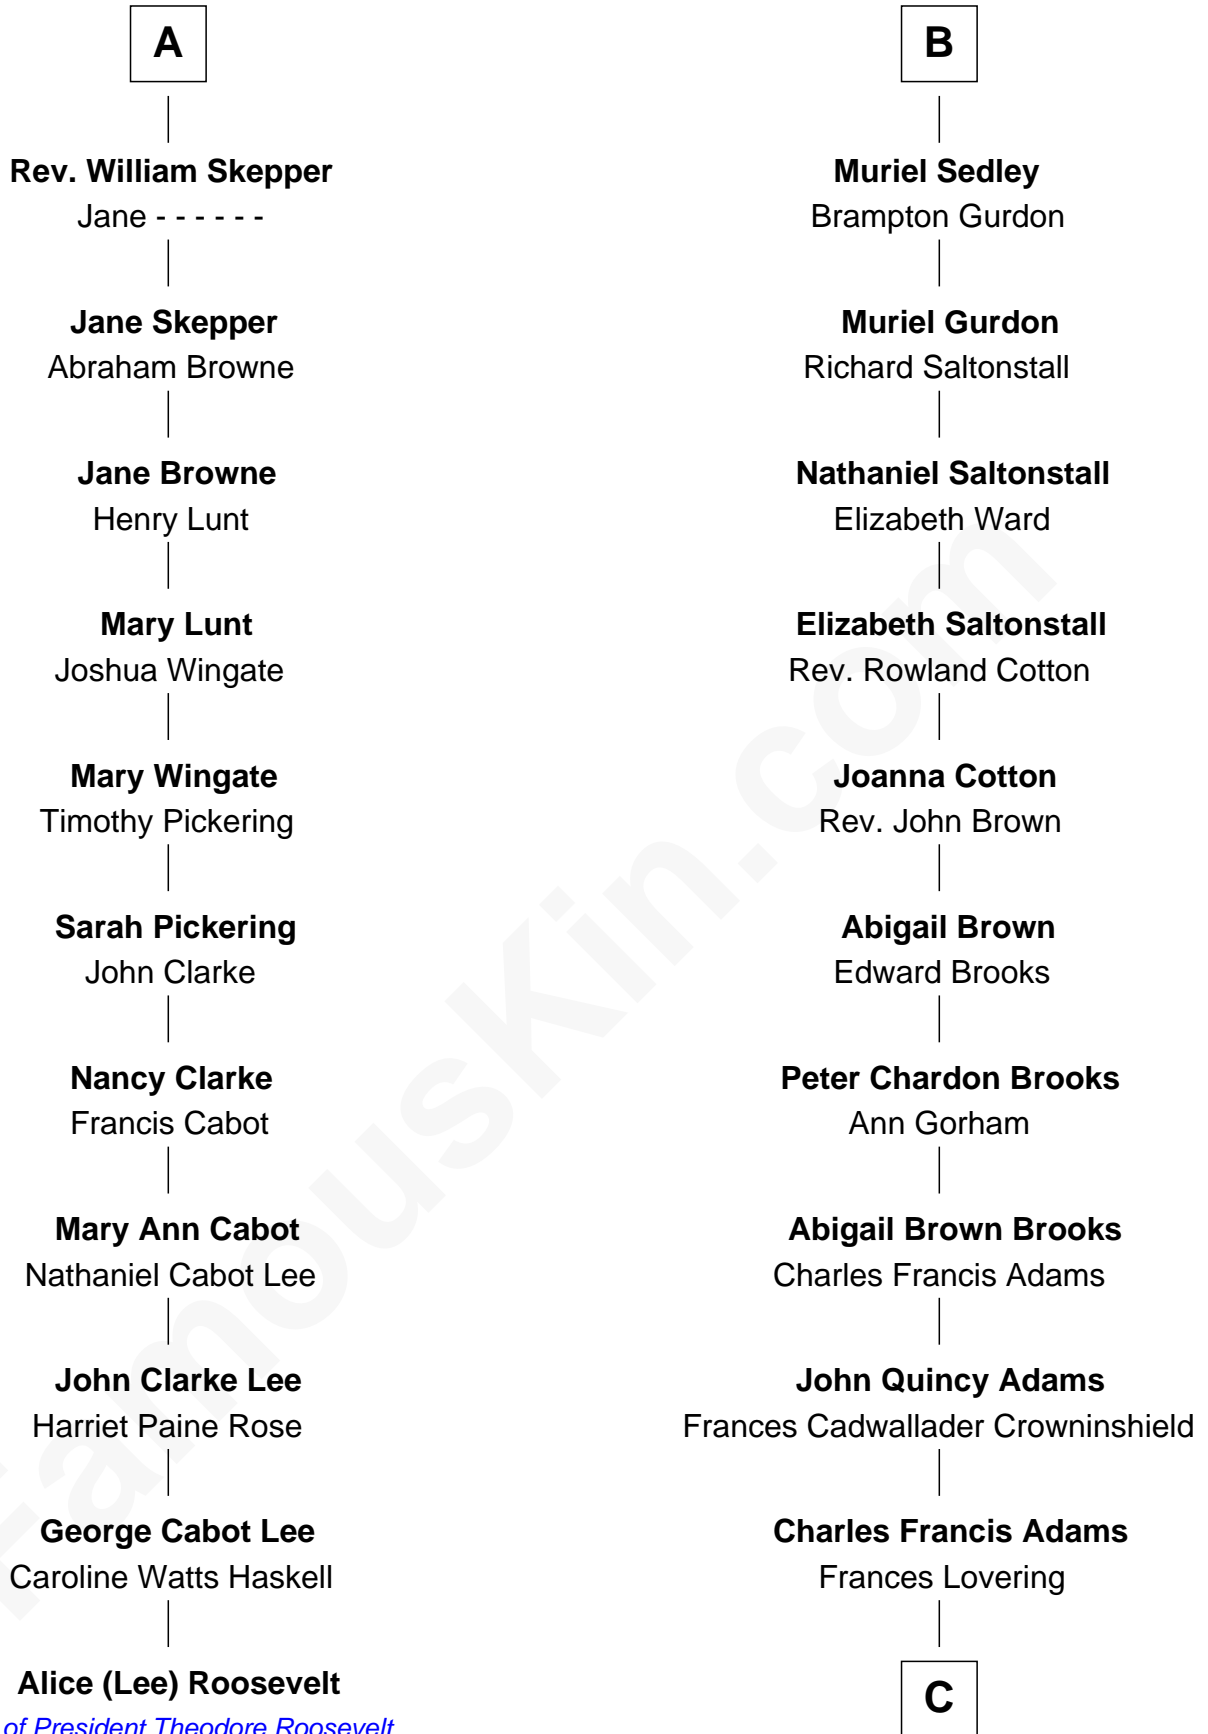 A
Rev. William Skepper
Jane - - - - - -
Jane Skepper
Abraham Browne
Jane Browne
Henry Lunt
Mary Lunt
Joshua Wingate
Mary Wingate
Timothy Pickering
Sarah Pickering
John Clarke
Nancy Clarke
Francis Cabot
Mary Ann Cabot
Nathaniel Cabot Lee
John Clarke Lee
Harriet Paine Rose
George Cabot Lee
Caroline Watts Haskell
Alice (Lee) Roosevelt
of President Theodore Roosevelt
B
Muriel Sedley
Brampton Gurdon
Muriel Gurdon
Richard Saltonstall
Nathaniel Saltonstall
Elizabeth Ward
Elizabeth Saltonstall
Rev. Rowland Cotton
Joanna Cotton
Rev. John Brown
Abigail Brown
Edward Brooks
Peter Chardon Brooks
Ann Gorham
Abigail Brown Brooks
Charles Francis Adams
John Quincy Adams
Frances Cadwallader Crowninshield
Charles Francis Adams
Frances Lovering
C
FamousKin.com